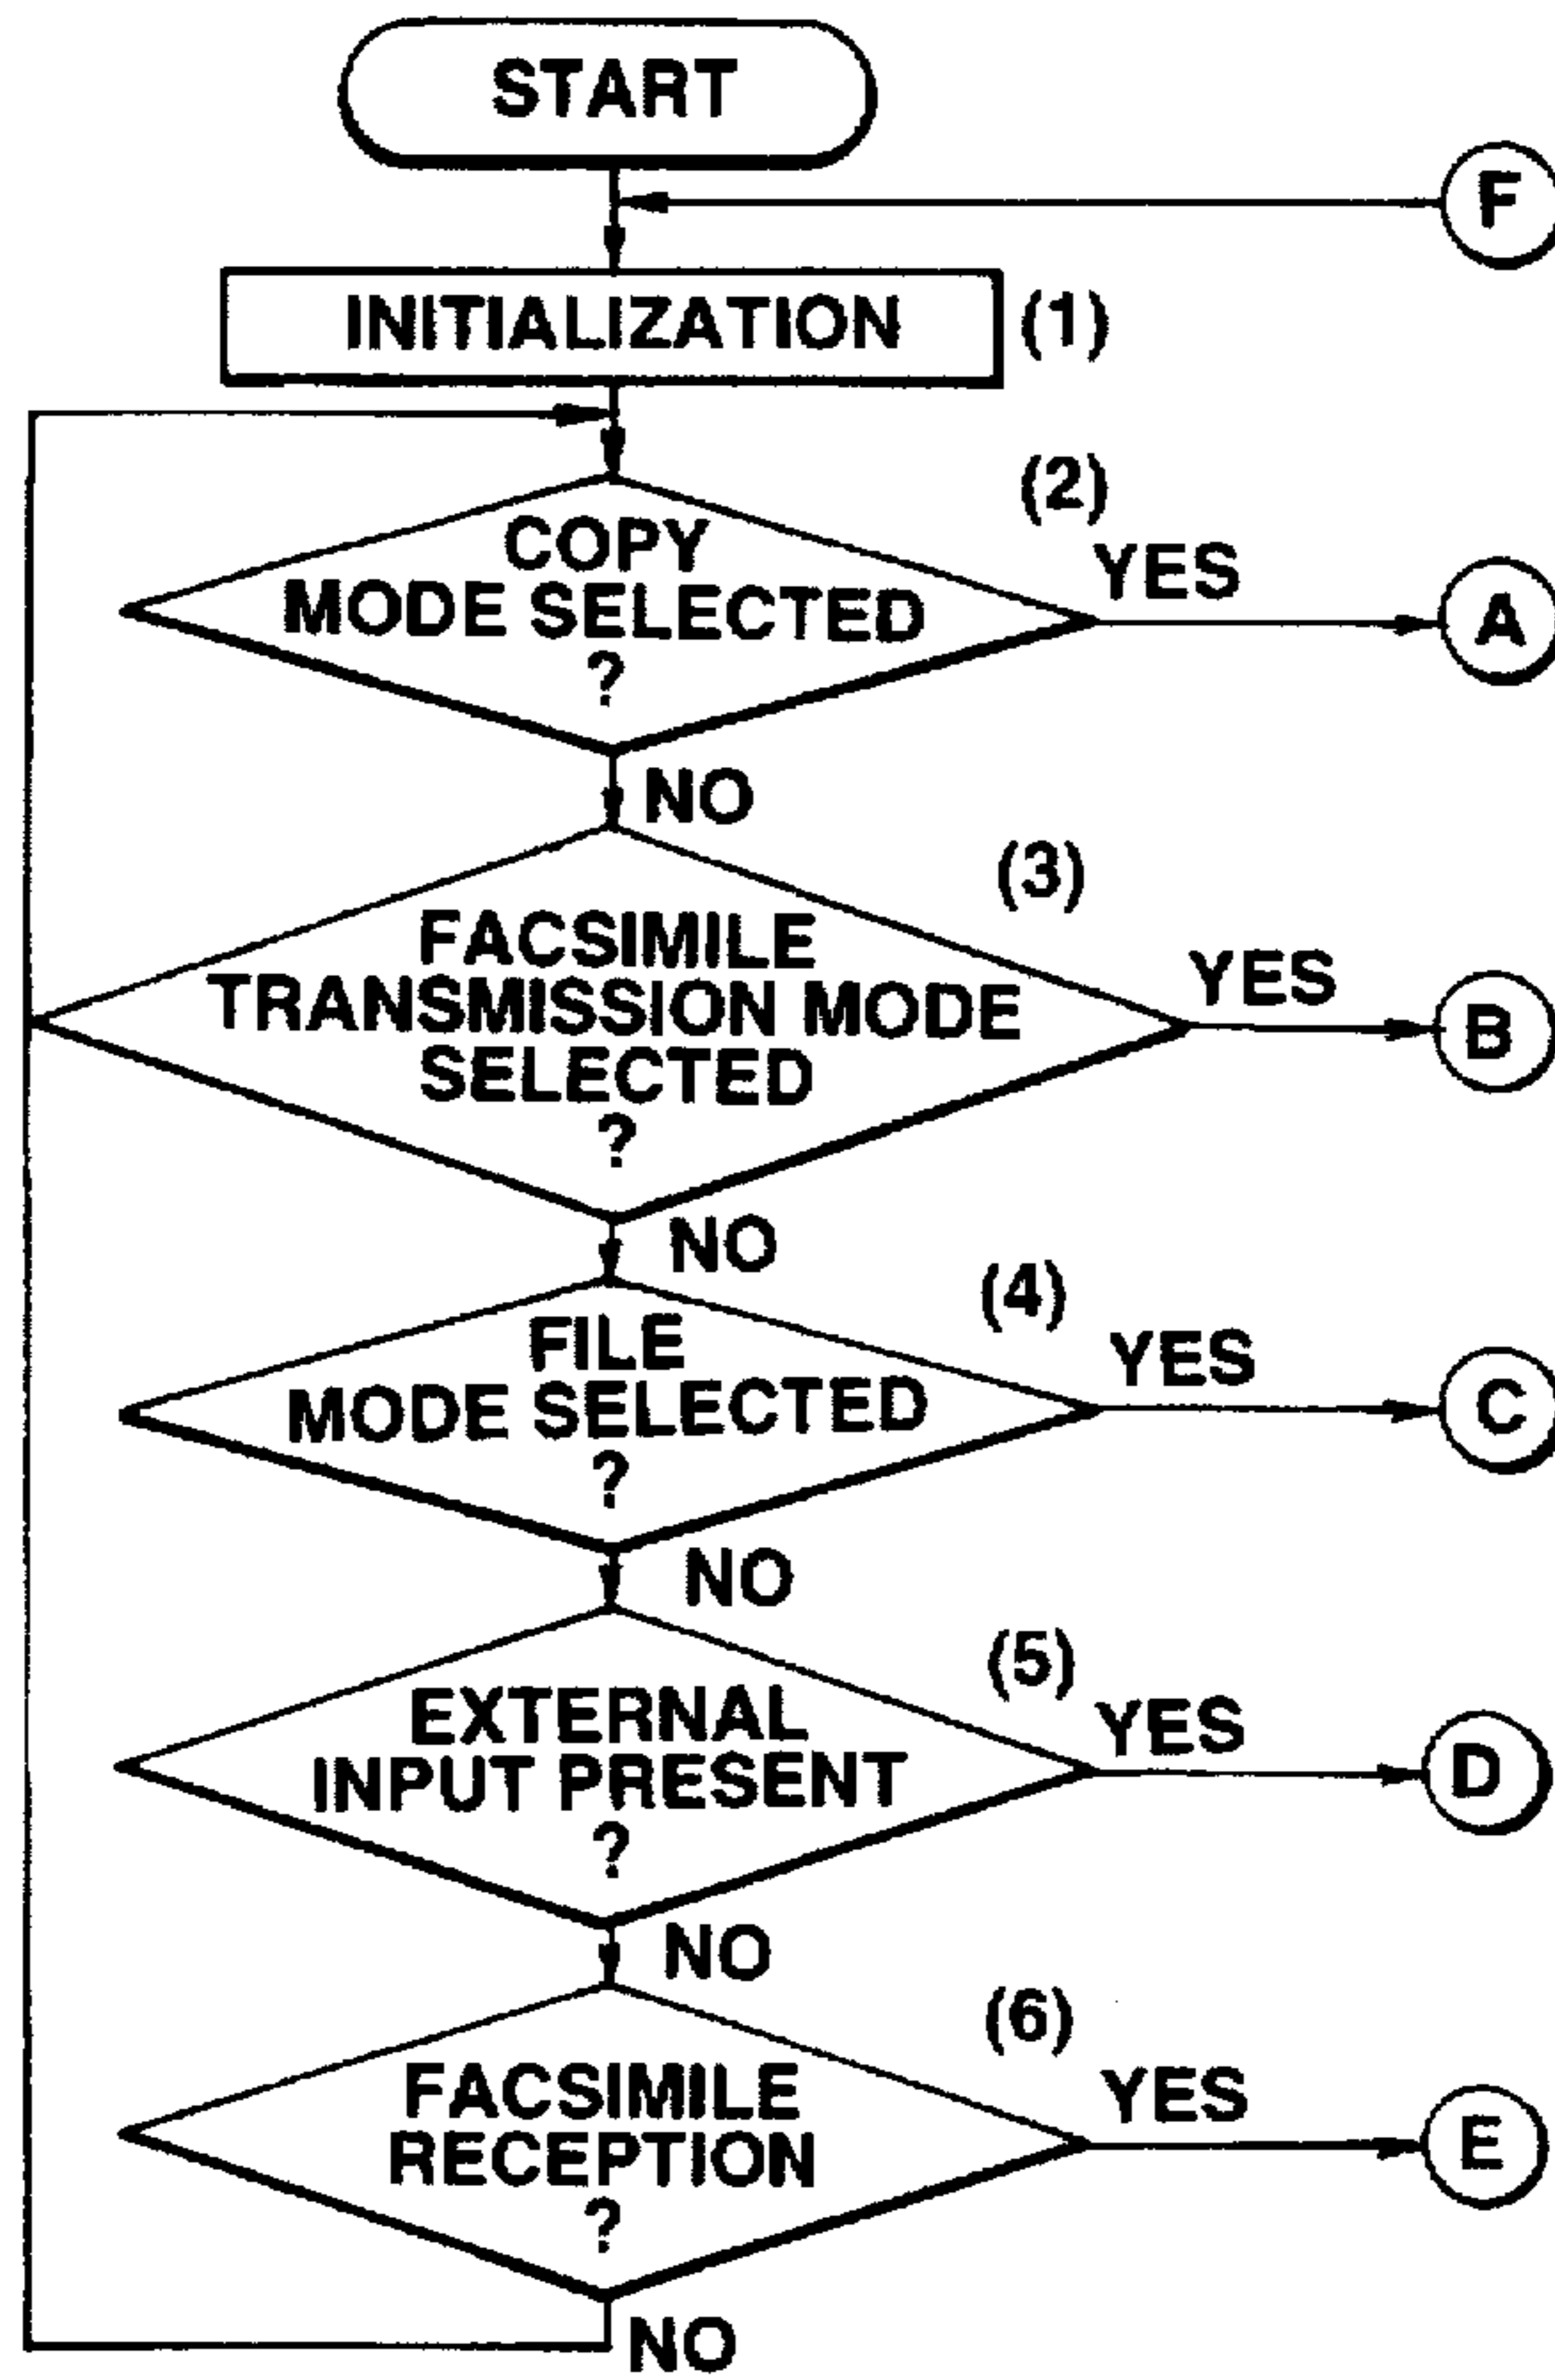 START
F
INITIALIZATION (1)
(2)
COPY
MODE SELECTED
?
YES
A
NO
(3)
FACSIMILE
TRANSMISSION MODE
SELECTED
?
YES
B
NO
(4)
FILE
MODE SELECTED
?
YES
C
NO
(5)
EXTERNAL
INPUT PRESENT
?
YES
D
NO
(6)
FACSIMILE
RECEPTION
?
YES
E
NO